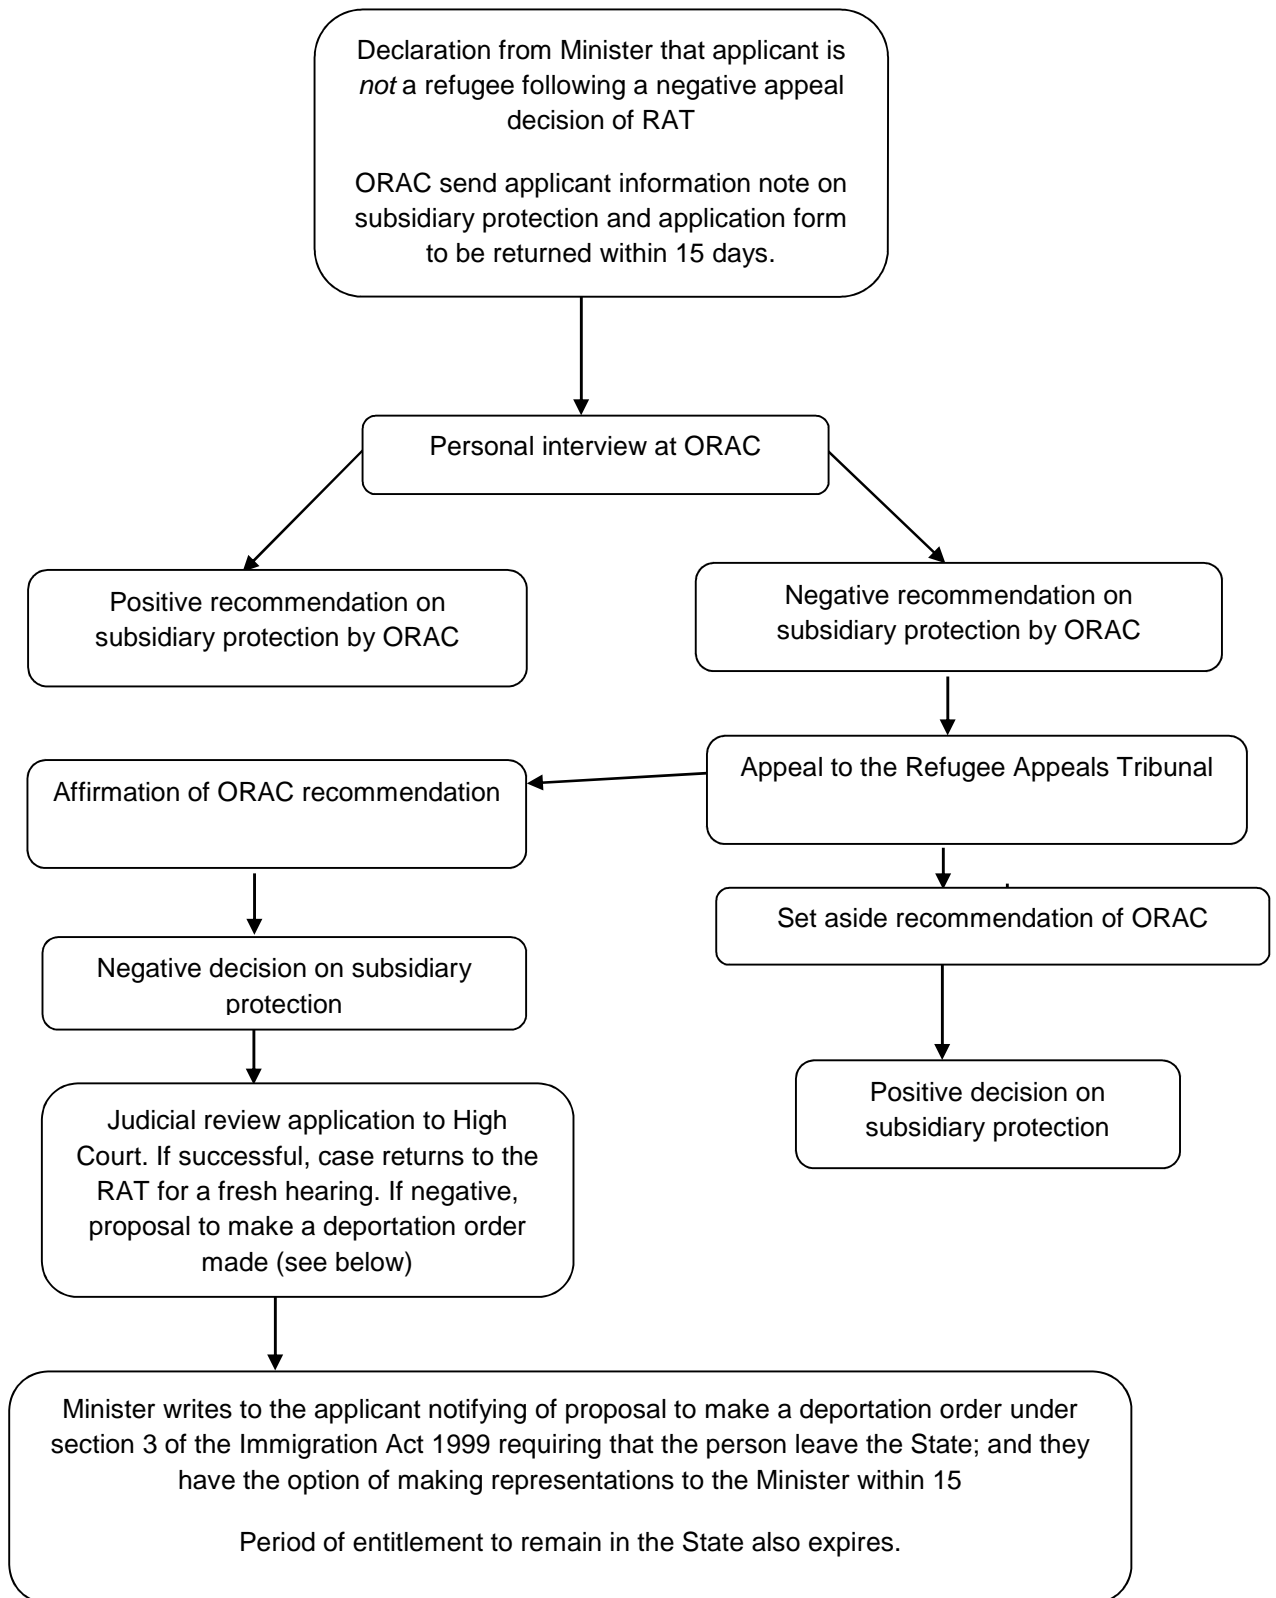 Declaration from Minister that applicant is
not a refugee following a negative appeal
decision of RAT
ORAC send applicant information note on
subsidiary protection and application form
to be returned within 15 days.
Personal interview at ORAC
Positive recommendation on
subsidiary protection by ORAC
Negative recommendation on
subsidiary protection by ORAC
Affirmation of ORAC recommendation
Appeal to the Refugee Appeals Tribunal
Set aside recommendation of ORAC
Negative decision on subsidiary
protection
Positive decision on
subsidiary protection
Judicial review application to High
Court. If successful, case returns to the
RAT for a fresh hearing. If negative,
proposal to make a deportation order
made (see below)
Minister writes to the applicant notifying of proposal to make a deportation order under
section 3 of the Immigration Act 1999 requiring that the person leave the State; and they
have the option of making representations to the Minister within 15
Period of entitlement to remain in the State also expires.